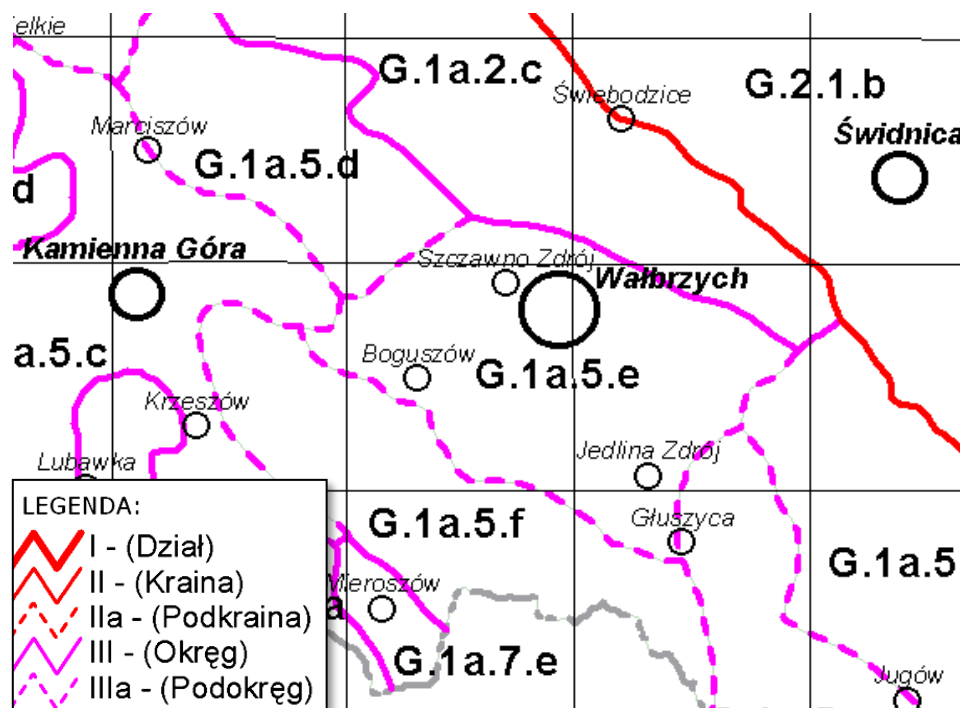 elkie
G.1a.2.c
G.2.1.b
Świebodzice
Marciszów
Świdnica
G.1a.5.d
d
Kamienna Góra
Szczawno Zdrój
Wałbrzych
a.5.c
Boguszów
G.1a.5.e
Krzeszów
Lubawka
Jedlina Zdrój
LEGENDA:
I - (Dział)
II - (Kraina)
IIa - (Podkraina)
III - (Okręg)
IIIa - (Podokręg)
G.1a.5.f
Głuszyca
G.1a.5
Mieroszów
a
G.1a.7.e
Jugów